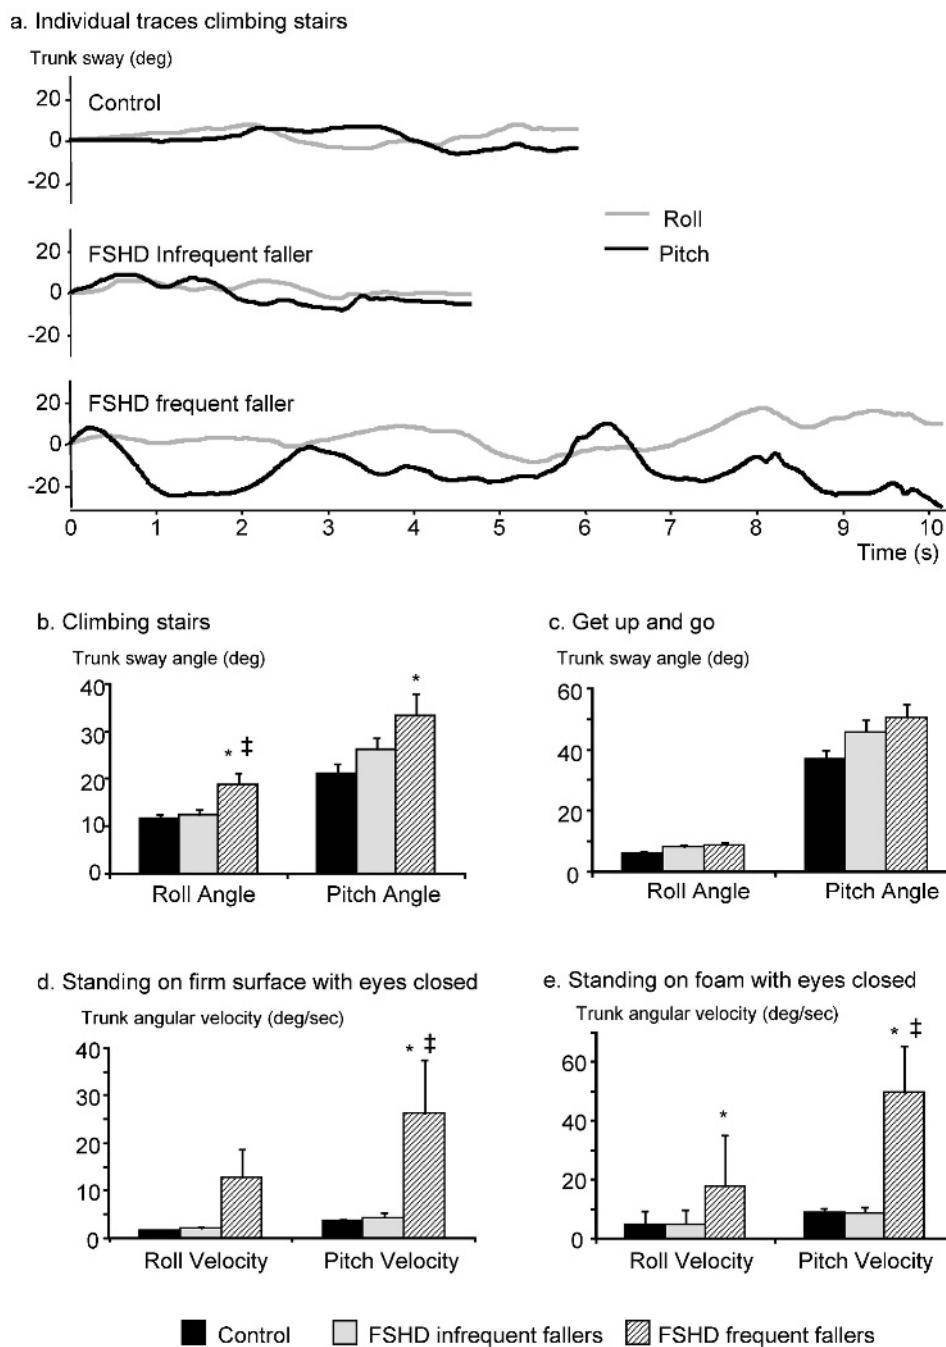 a. Individual traces climbing stairs
Trunk sway (deg)
20
Control
0
-20
Roll
Pitch
20
FSHD Infrequent faller
0
-20
20
FSHD frequent faller
0
-20
0 1 2 3 4 5 6 7 8 9 10
Time (s)
b. Climbing stairs
Trunk sway angle (deg)
40
30
20
10
0
* ‡
*
Roll Angle Pitch Angle
c. Get up and go
Trunk sway angle (deg)
60
40
20
0
Roll Angle Pitch Angle
d. Standing on firm surface with eyes closed
Trunk angular velocity (deg/sec)
40
30
20
10
0
* ‡
Roll Velocity Pitch Velocity
e. Standing on foam with eyes closed
Trunk angular velocity (deg/sec)
60
40
20
0
*
* ‡
Roll Velocity Pitch Velocity
Control FSHD infrequent fallers FSHD frequent fallers